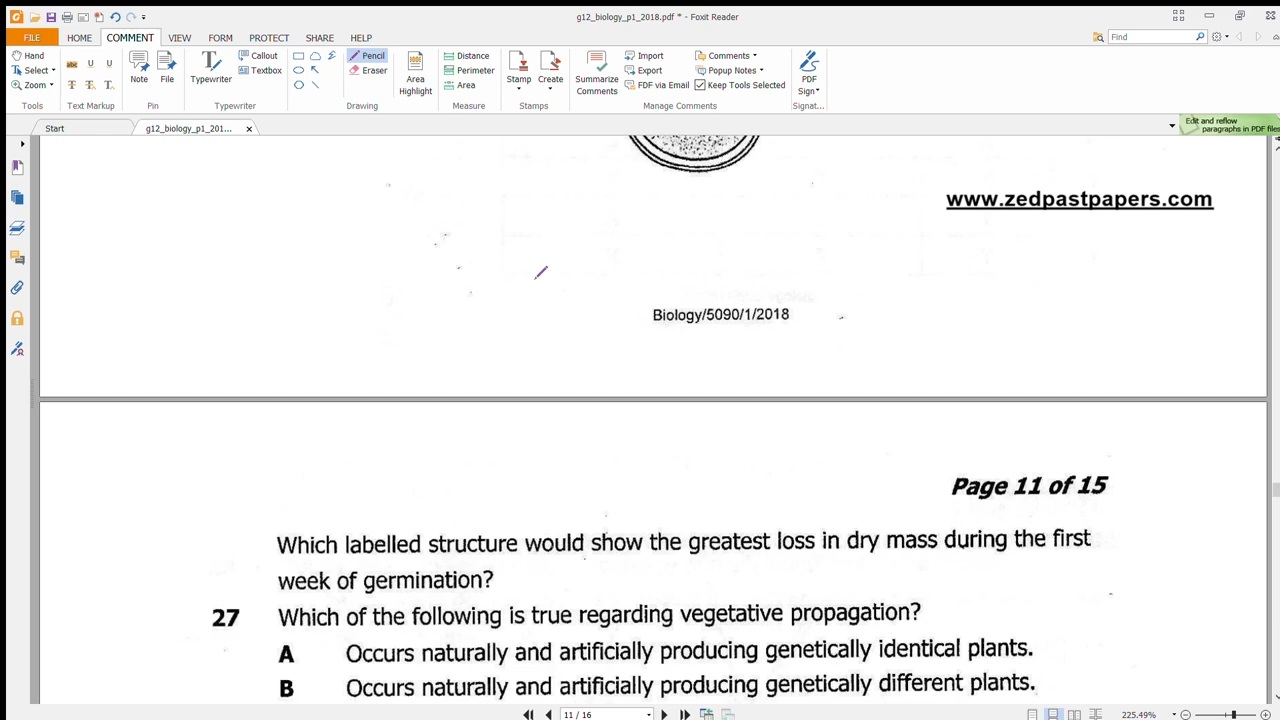 g12_biology_p1_2018.pdf * - Foxit Reader
FILE HOME COMMENT VIEW FORM PROTECT SHARE HELP
Find
Hand
Select
Zoom
Tools
Text Markup
Note
File
Pin
Typewriter
Callout
Textbox
Typewriter
Pencil
Eraser
Drawing
Area Highlight
Distance
Perimeter
Area
Measure
Stamp
Create
Stamps
Summarize Comments
Import
Export
FDF via Email
Comments
Popup Notes
Keep Tools Selected
Manage Comments
PDF Sign
Signat...
Start
g12_biology_p1_201...
Edit and reflow
paragraphs in PDF files
www.zedpastpapers.com
Biology/5090/1/2018
Page 11 of 15
Which labelled structure would show the greatest loss in dry mass during the first
week of germination?
27 Which of the following is true regarding vegetative propagation?
A Occurs naturally and artificially producing genetically identical plants.
B Occurs naturally and artificially producing genetically different plants.
11 / 16
225.49%